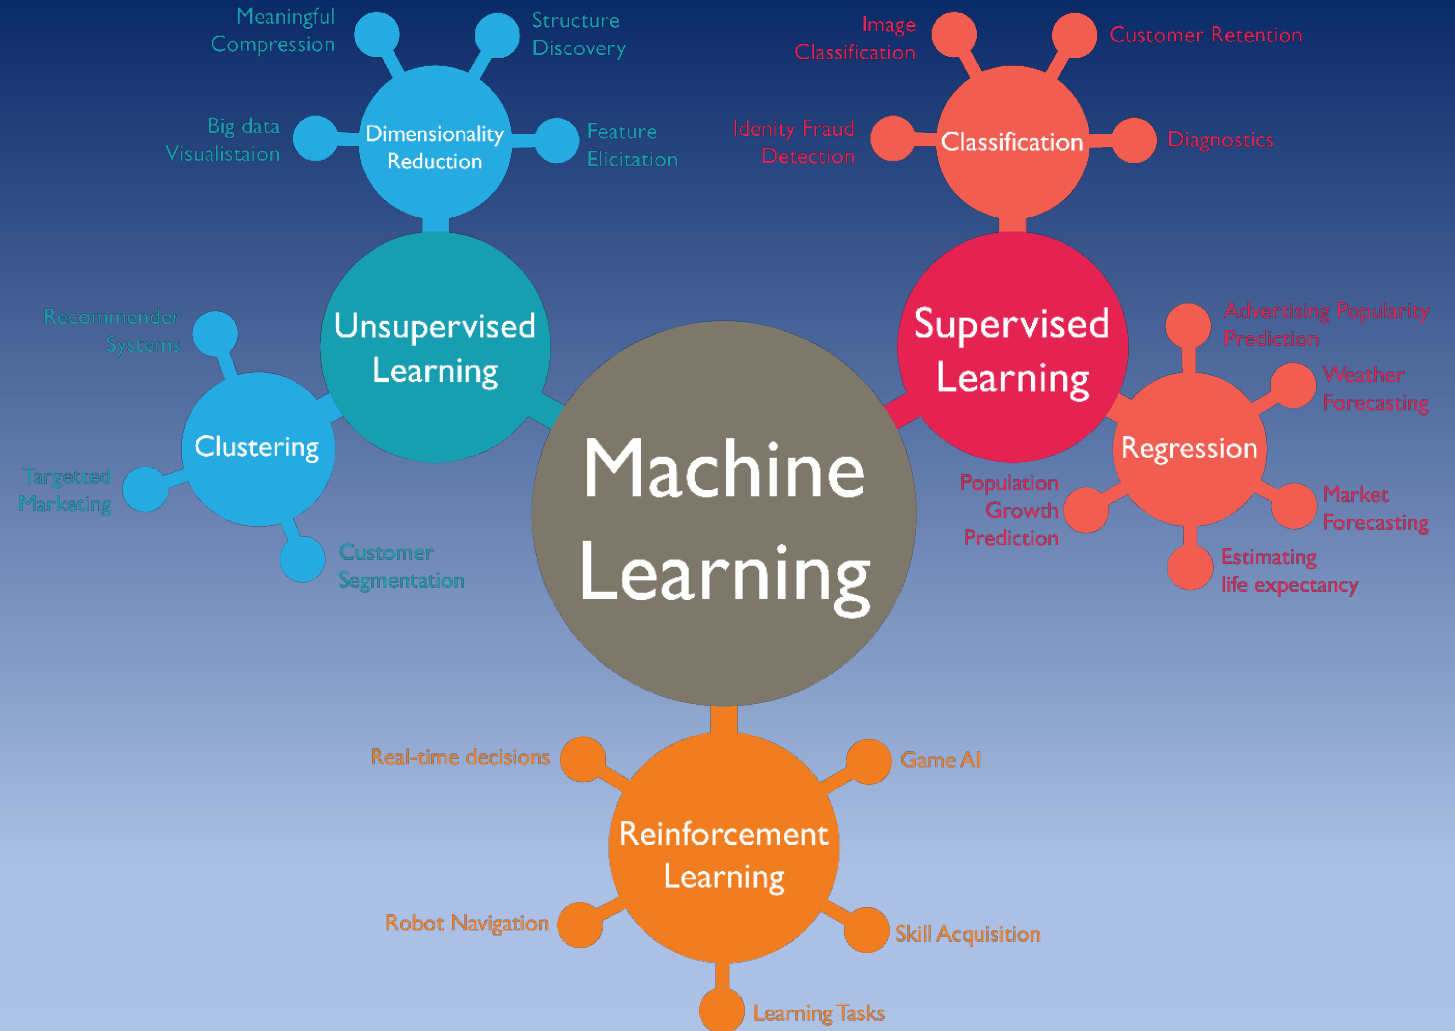 Meaningful
Compression
Structure
Discovery
Big data
Visualistaion
Dimensionality
Reduction
Feature
Elicitation
Image
Classification
Customer Retention
Idenity Fraud
Detection
Classification
Diagnostics
Recommender
Systems
Unsupervised
Learning
Clustering
Targetted
Marketing
Customer
Segmentation
Machine
Learning
Supervised
Learning
Advertising Popularity
Prediction
Weather
Forecasting
Regression
Population
Growth
Prediction
Market
Forecasting
Estimating
life expectancy
Real-time decisions
Game AI
Reinforcement
Learning
Robot Navigation
Skill Acquisition
Learning Tasks